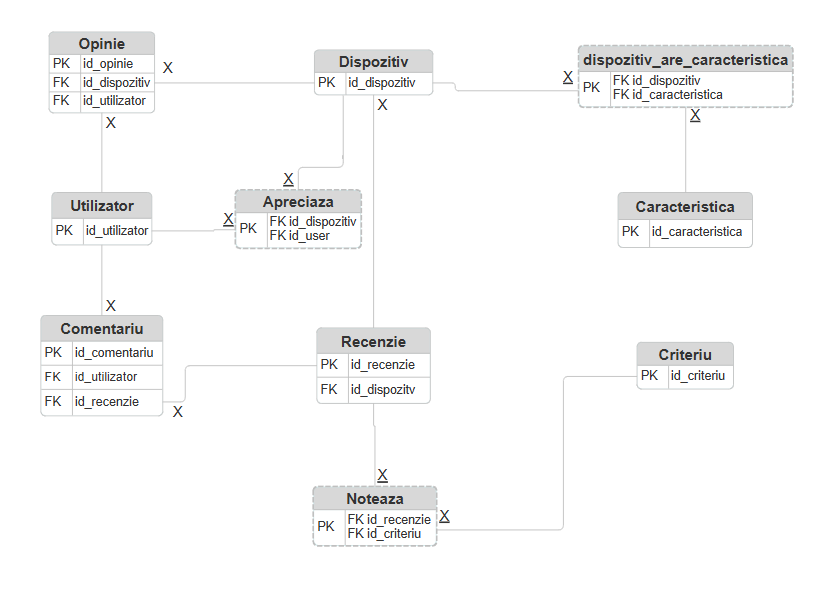 Opinie
PK id_opinie
FK id_dispozitiv
FK id_utilizator
X
X
Dispozitiv
PK id_dispozitiv
X
X
dispozitiv_are_caracteristica
PK FK id_dispozitiv
FK id_caracteristica
X
Utilizator
PK id_utilizator
X
X
Apreciaza
PK FK id_dispozitiv
FK id_user
Caracteristica
PK id_caracteristica
X
Comentariu
PK id_comentariu
FK id_utilizator
FK id_recenzie
X
Recenzie
PK id_recenzie
FK id_dispozitv
Criteriu
PK id_criteriu
X
Noteaza
PK FK id_recenzie
FK id_criteriu
X